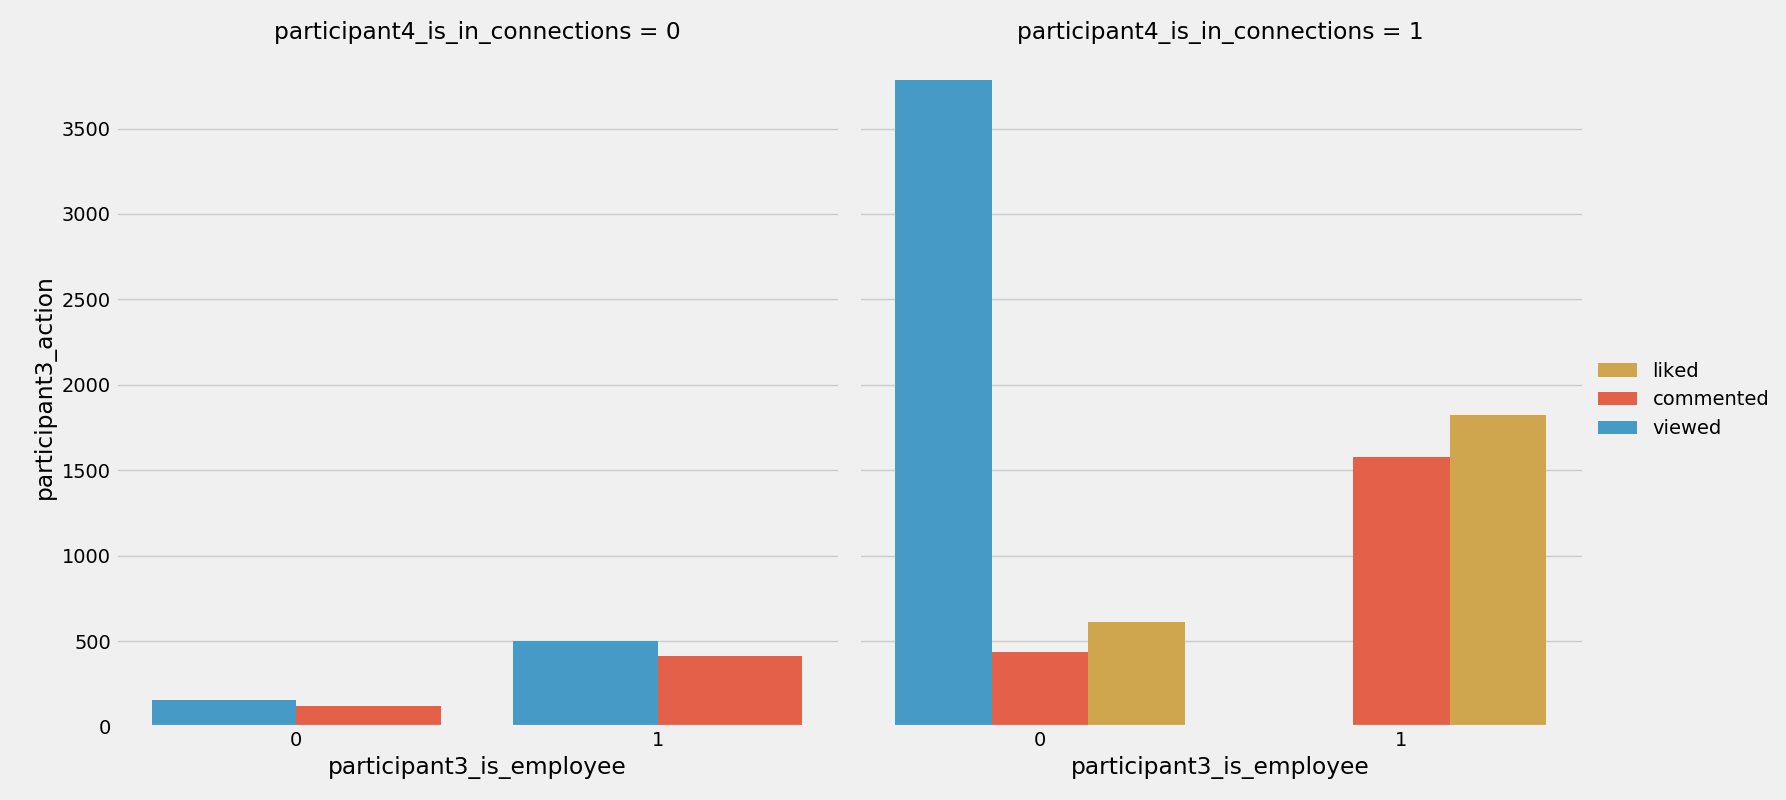 participant4_is_in_connections = 0
participant4_is_in_connections = 1
participant3_action
3500
3000
2500
2000
1500
1000
500
0
0
1
participant3_is_employee
0
1
participant3_is_employee
liked
commented
viewed